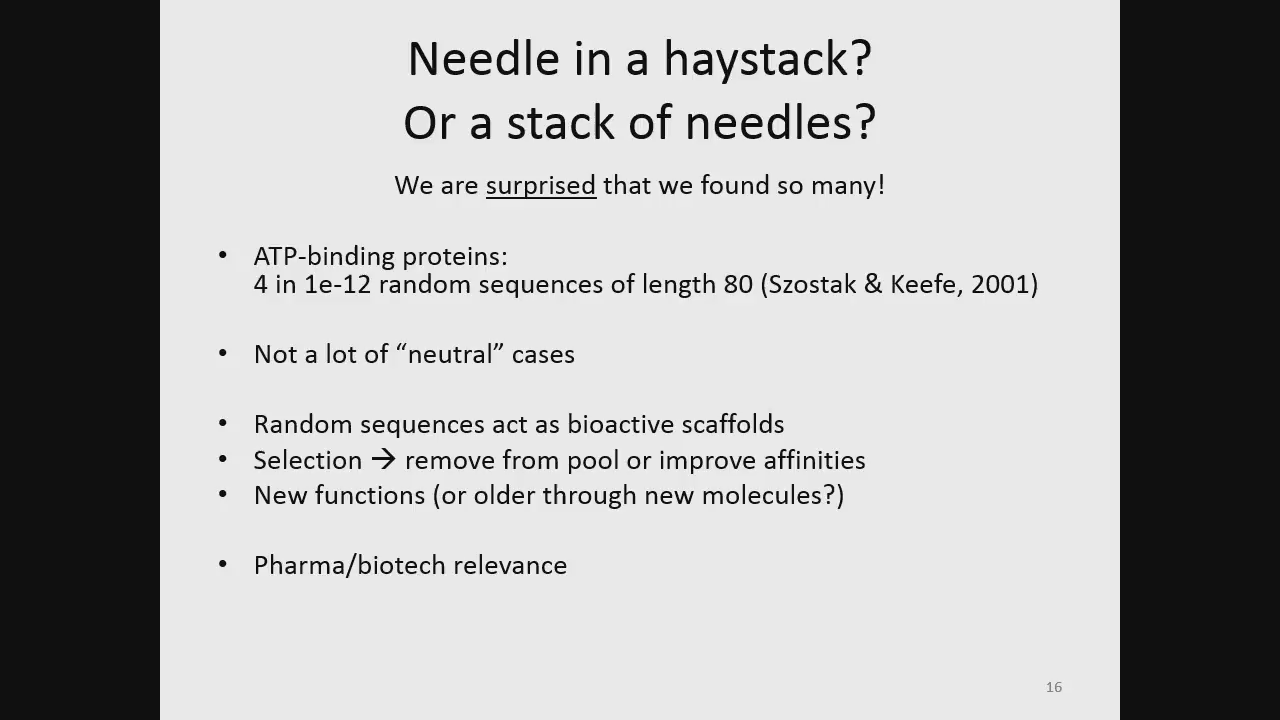 Needle in a haystack?
Or a stack of needles?
We are surprised that we found so many!
• ATP-binding proteins:
4 in 1e-12 random sequences of length 80 (Szostak & Keefe, 2001)
• Not a lot of “neutral” cases
• Random sequences act as bioactive scaffolds
• Selection → remove from pool or improve affinities
• New functions (or older through new molecules?)
• Pharma/biotech relevance
16